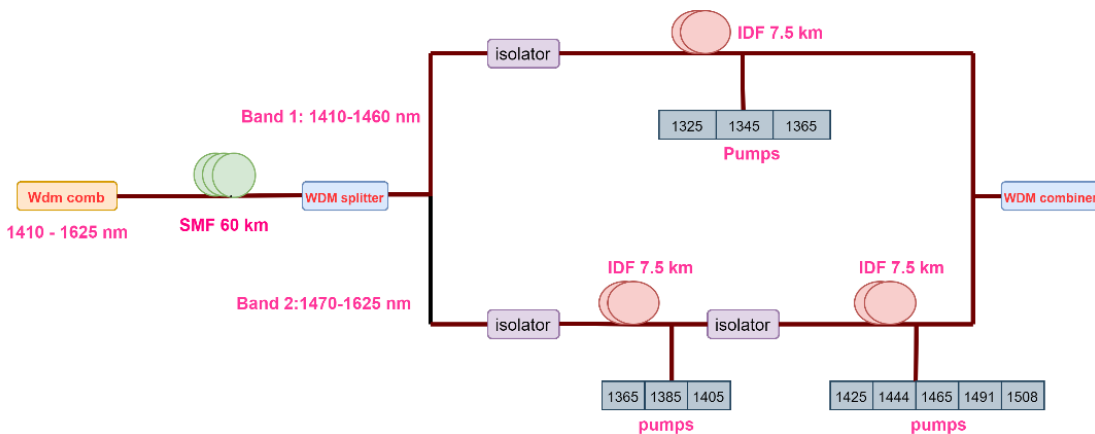 IDF 7.5 km
isolator
Band 1: 1410-1460 nm
1325 1345 1365
Pumps
Wdm comb
WDM splitter
WDM combiner
1410 - 1625 nm
SMF 60 km
IDF 7.5 km
IDF 7.5 km
Band 2:1470-1625 nm
isolator
isolator
1365 1385 1405
1425 1444 1465 1491 1508
pumps
pumps